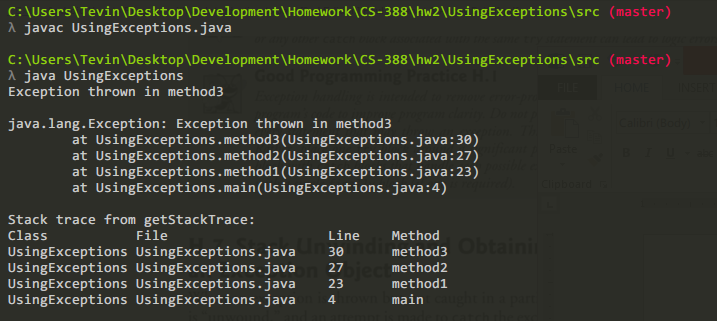 C:\Users\Tevin\Desktop\Development\Homework\CS-388\hw2\UsingExceptions\src (master)
λ javac UsingExceptions.java
C:\Users\Tevin\Desktop\Development\Homework\CS-388\hw2\UsingExceptions\src (master)
λ java UsingExceptions
Exception thrown in method3
java.lang.Exception: Exception thrown in method3
at UsingExceptions.method3(UsingExceptions.java:30)
at UsingExceptions.method2(UsingExceptions.java:27)
at UsingExceptions.method1(UsingExceptions.java:23)
at UsingExceptions.main(UsingExceptions.java:4)
Stack trace from getStackTrace:
Class File Line Method
UsingExceptions UsingExceptions.java 30 method3
UsingExceptions UsingExceptions.java 27 method2
UsingExceptions UsingExceptions.java 23 method1
UsingExceptions UsingExceptions.java 4 main